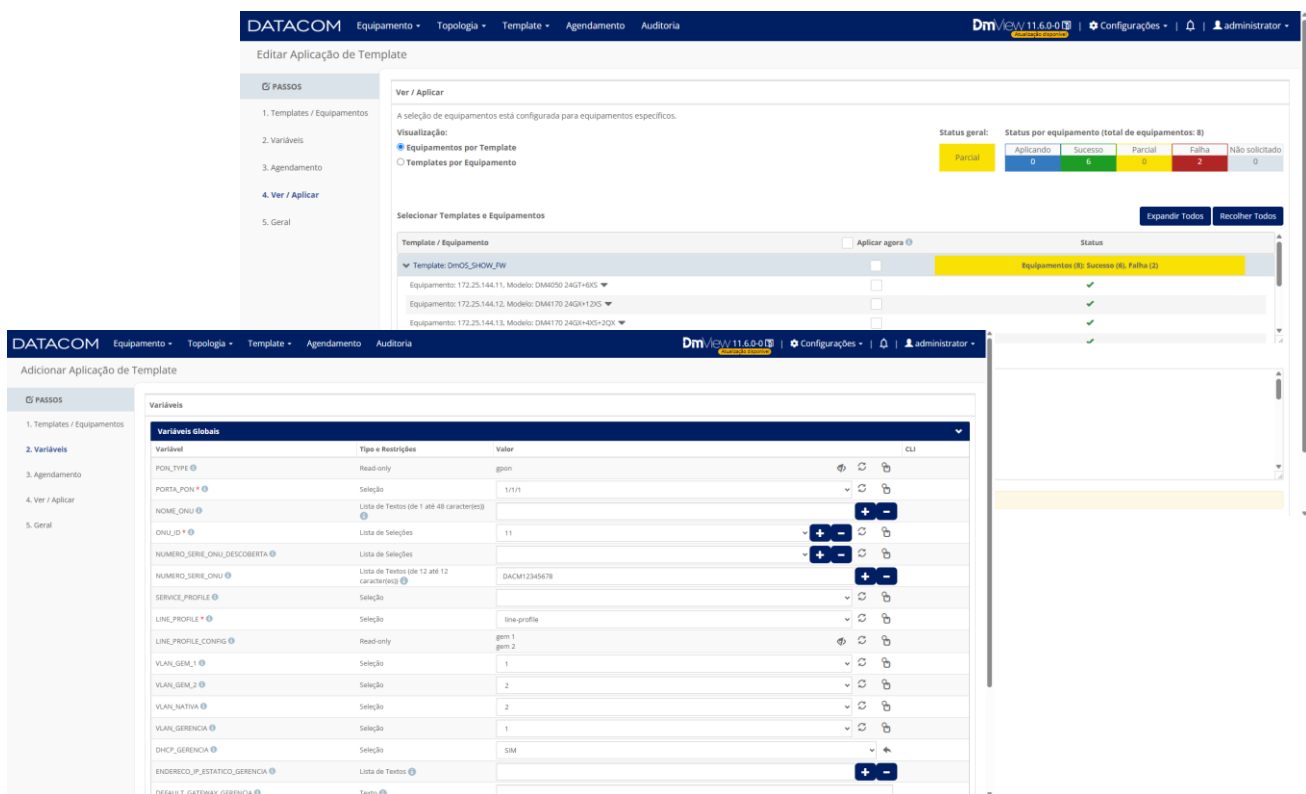 DATACOM Equipamento Topologia Template Agendamento Auditoria DmView 11.6.0-0 Configurações administrator
Atualização disponível
Editar Aplicação de Template
PASSOS
1. Templates / Equipamentos
2. Variáveis
3. Agendamento
4. Ver / Aplicar
5. Geral
Ver / Aplicar
A seleção de equipamentos está configurada para equipamentos específicos.
Visualização:
Equipamentos por Template
Templates por Equipamento
Status geral: Status por equipamento (total de equipamentos: 8)
Parcial
Aplicando Sucesso Parcial Falha Não solicitado
0 6 0 2 0
Selecionar Templates e Equipamentos
Expandir Todos Recolher Todos
Template / Equipamento Aplicar agora Status
Template: DmOS_SHOW_FW Equipamentos (8): Sucesso (6), Falha (2)
Equipamento: 172.25.144.11, Modelo: DM4050 24GT+6XS
Equipamento: 172.25.144.12, Modelo: DM4170 24GX+12XS
Equipamento: 172.25.144.13, Modelo: DM4170 24GX+4XS+2QX
DATACOM Equipamento Topologia Template Agendamento Auditoria DmView 11.6.0-0 Configurações administrator
Atualização disponível
Adicionar Aplicação de Template
PASSOS
1. Templates / Equipamentos
2. Variáveis
3. Agendamento
4. Ver / Aplicar
5. Geral
Variáveis
Variáveis Globais
Variável Tipo e Restrições Valor CLI
PON_TYPE Read-only gpon
PORTA_PON * Seleção 1/1/1
NOME_ONU Lista de Textos (de 1 até 48 caracter(es))
ONU_ID * Lista de Seleções 11
NUMERO_SERIE_ONU_DESCOBERTA Lista de Seleções
NUMERO_SERIE_ONU Lista de Textos (de 12 até 12 caracter(es)) DACM12345678
SERVICE_PROFILE Seleção
LINE_PROFILE * Seleção line-profile
LINE_PROFILE_CONFIG Read-only gem 1
gem 2
VLAN_GEM_1 Seleção 1
VLAN_GEM_2 Seleção 2
VLAN_NATIVA Seleção 2
VLAN_GERENCIA Seleção 1
DHCP_GERENCIA Seleção SIM
ENDERECO_IP_ESTATICO_GERENCIA Lista de Textos
DEFAULT_GATEWAY_GERENCIA Texto